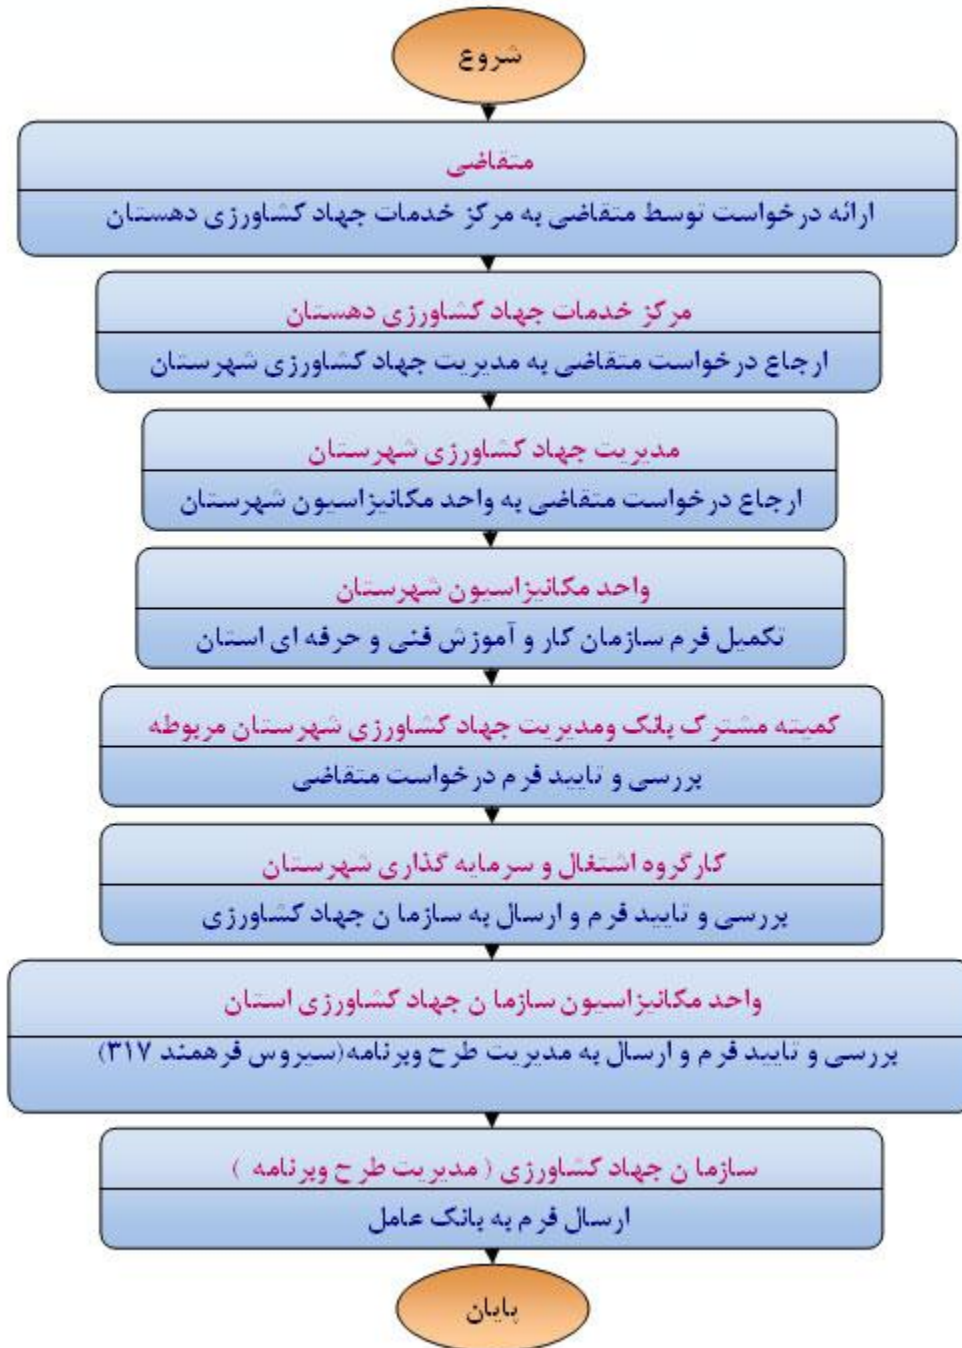 شروع
متقاضی
ارائه درخواست توسط متقاضی به مرکز خدمات جهاد کشاورزی دهستان
مرکز خدمات جهاد کشاورزی دهستان
ارجاع درخواست متقاضی به مدیریت جهاد کشاورزی شهرستان
مدیریت جهاد کشاورزی شهرستان
ارجاع درخواست متقاضی به واحد مکانیزاسیون شهرستان
واحد مکانیزاسیون شهرستان
تکمیل فرم سازمان کار و آموزش فنی و حرفه ای استان
کمیته مشترک بانک ومدیریت جهاد کشاورزی شهرستان مربوطه
بررسی و تایید فرم درخواست متقاضی
کارگروه اشتغال و سرمایه گذاری شهرستان
بررسی و تایید فرم و ارسال به سازما ن جهاد کشاورزی
واحد مکانیزاسیون سازما ن جهاد کشاورزی استان
بررسی و تایید فرم و ارسال به مدیریت طرح وبرنامه(سیروس فرهمند ۳۱۷)
سازما ن جهاد کشاورزی ( مدیریت طرح وبرنامه )
ارسال فرم به بانک عامل
پایان